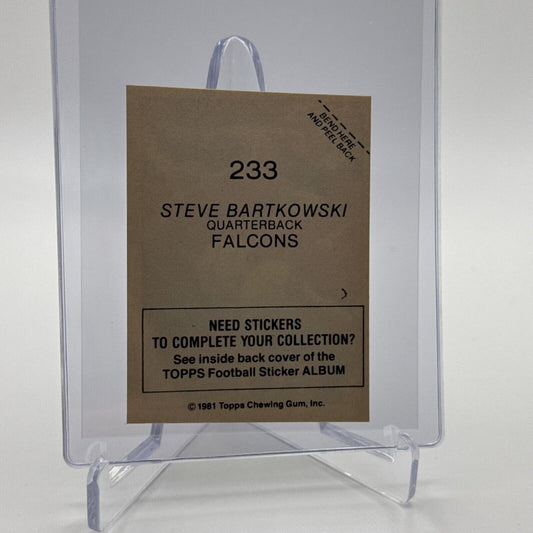 BEND HERE
AND PEEL BACK
233
STEVE BARTKOWSKI
QUARTERBACK
FALCONS
NEED STICKERS
TO COMPLETE YOUR COLLECTION?
See inside back cover of the
TOPPS Football Sticker ALBUM
© 1981 Topps Chewing Gum, Inc.